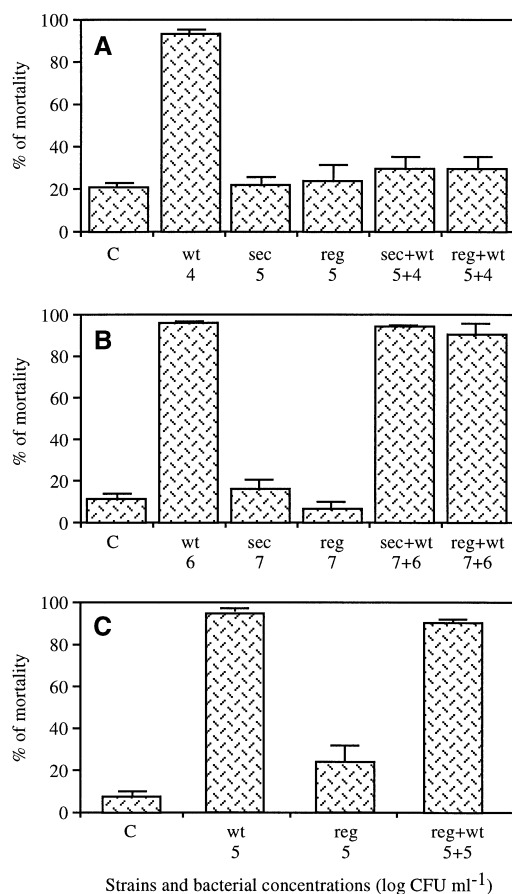 A
100
80
60
40
20
0
% of mortality
C wt sec reg sec+wt reg+wt
4 5 5 5+4 5+4
B
100
80
60
40
20
0
% of mortality
C wt sec reg sec+wt reg+wt
6 7 7 7+6 7+6
C
100
80
60
40
20
0
% of mortality
C wt reg reg+wt
5 5 5+5
Strains and bacterial concentrations (log CFU ml-1)